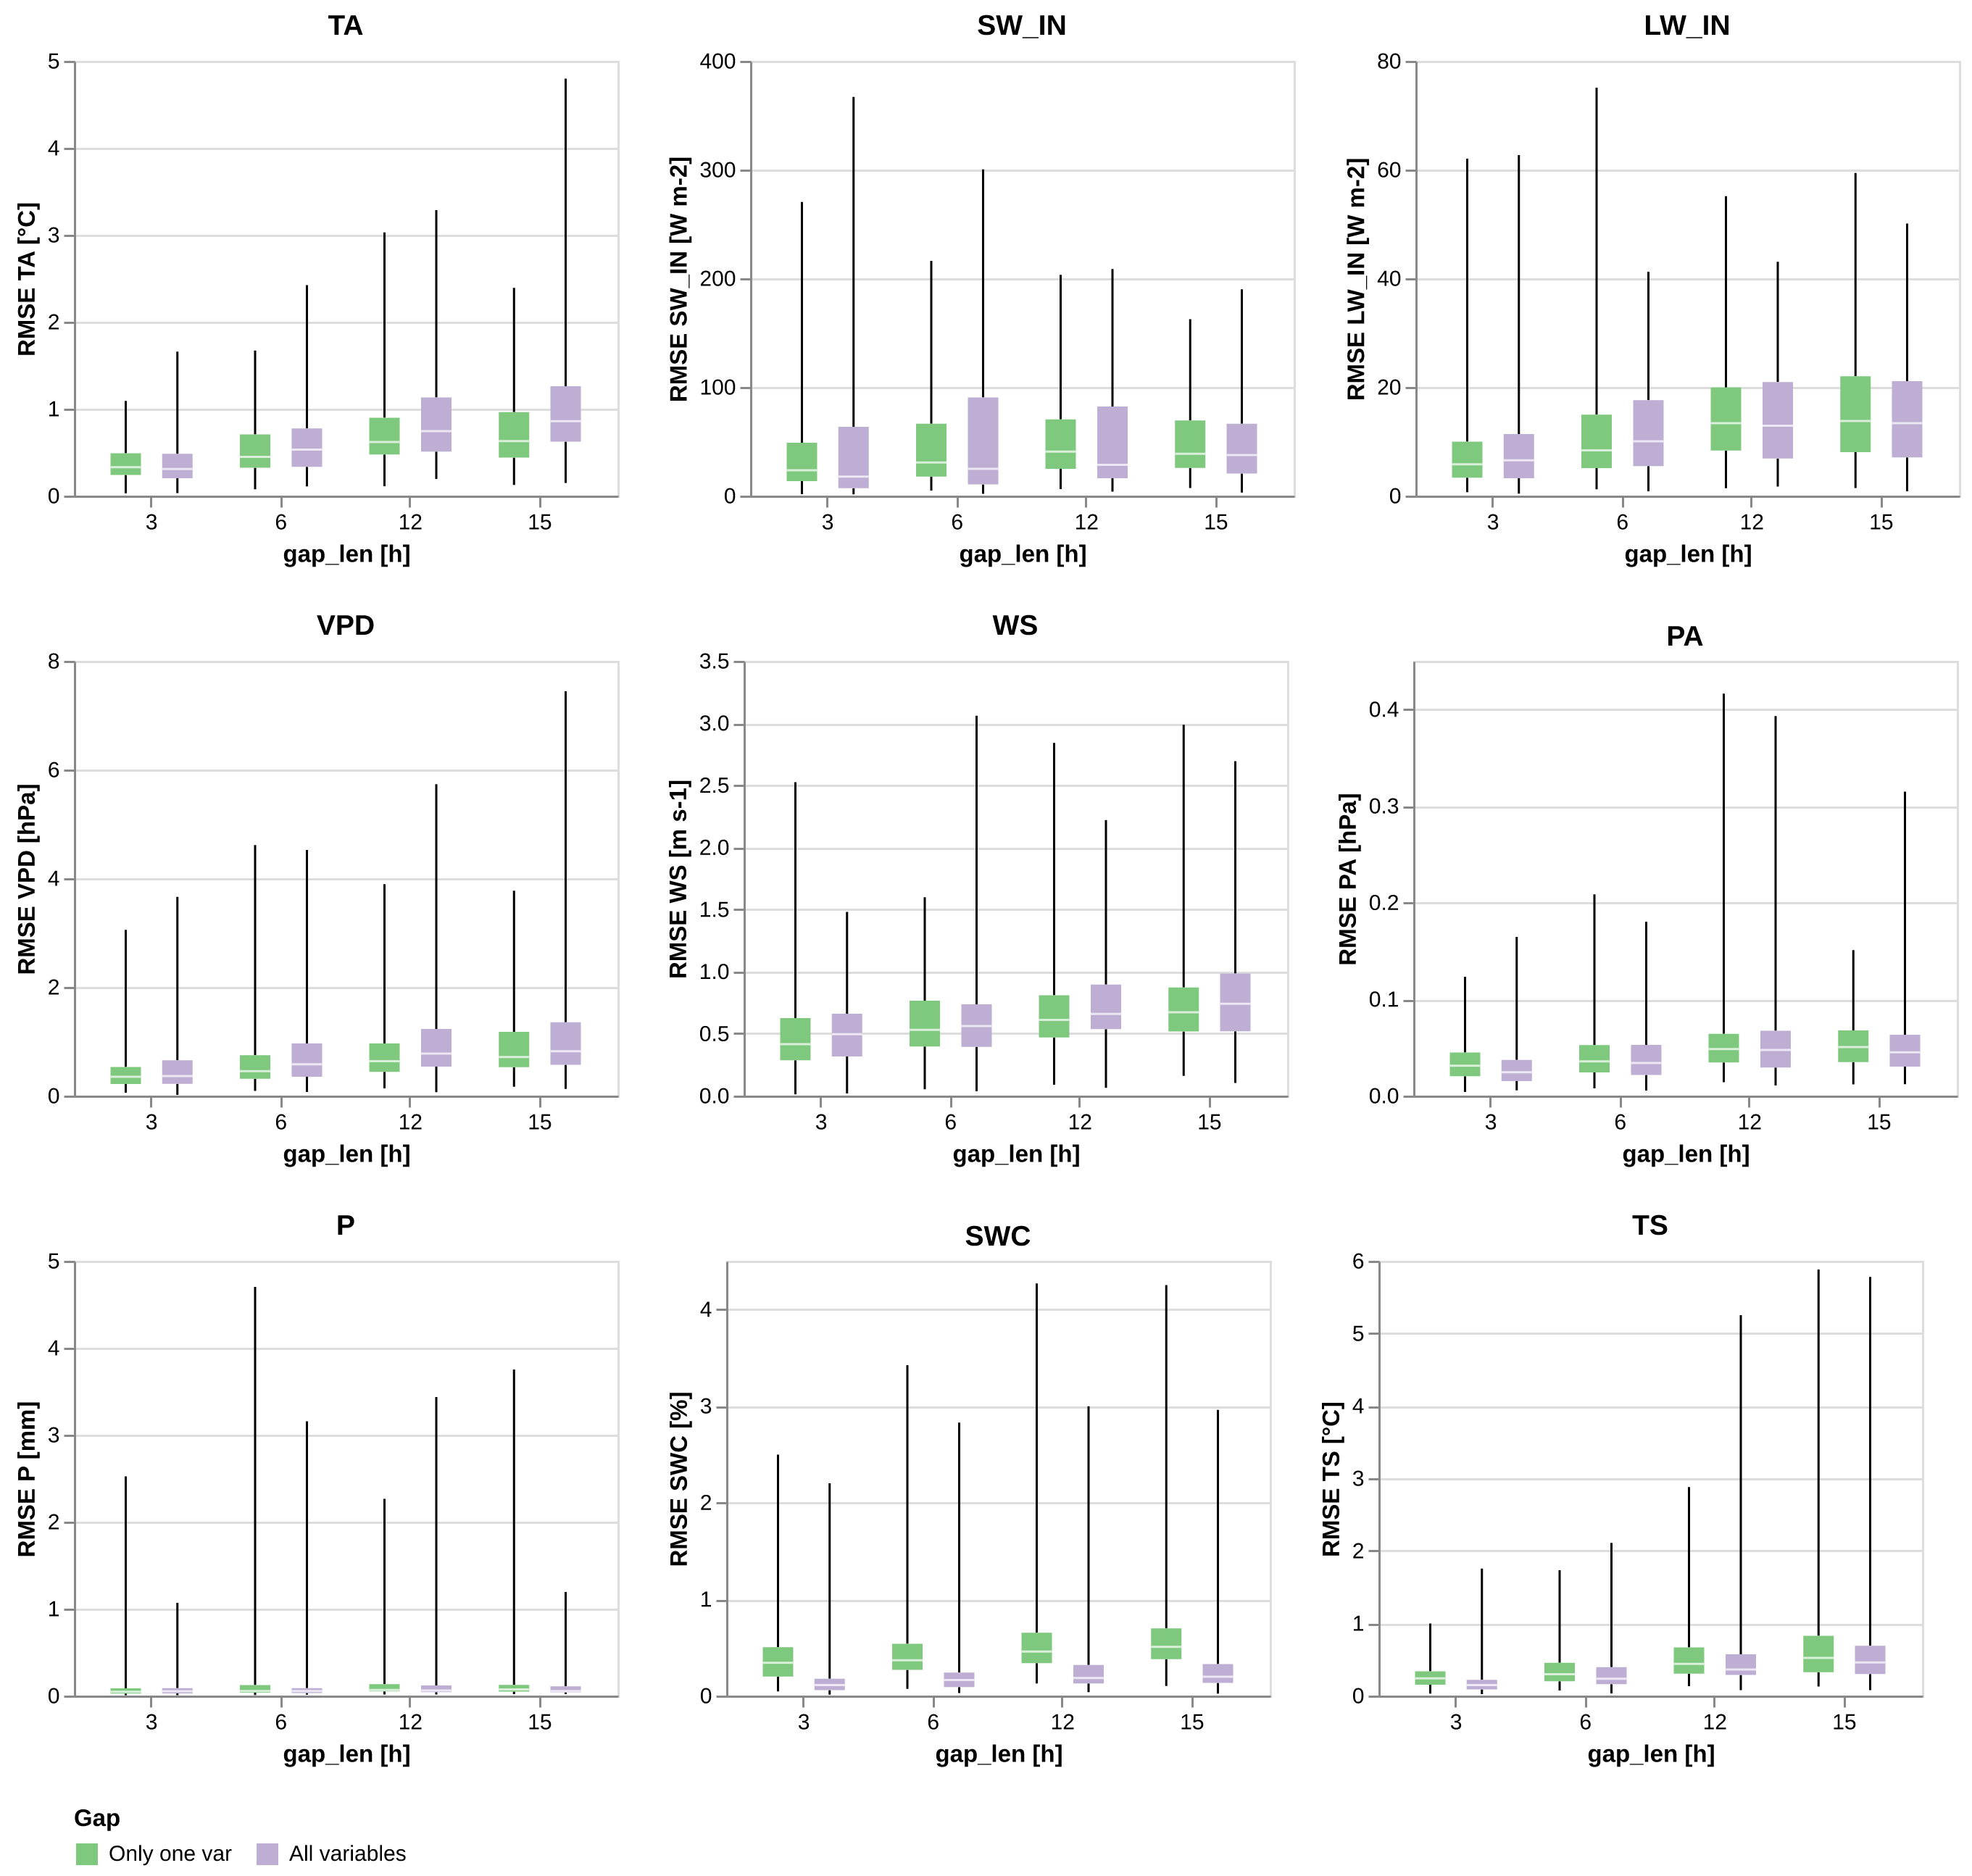 TA
5
4
3
2
1
0
RMSE TA [°C]
3 6 12 15
gap_len [h]
SW_IN
400
300
200
100
0
RMSE SW_IN [W m-2]
3 6 12 15
gap_len [h]
LW_IN
80
60
40
20
0
RMSE LW_IN [W m-2]
3 6 12 15
gap_len [h]
VPD
8
6
4
2
0
RMSE VPD [hPa]
3 6 12 15
gap_len [h]
WS
3.5
3.0
2.5
2.0
1.5
1.0
0.5
0.0
RMSE WS [m s-1]
3 6 12 15
gap_len [h]
PA
0.4
0.3
0.2
0.1
0.0
RMSE PA [hPa]
3 6 12 15
gap_len [h]
P
5
4
3
2
1
0
RMSE P [mm]
3 6 12 15
gap_len [h]
SWC
4
3
2
1
0
RMSE SWC [%]
3 6 12 15
gap_len [h]
TS
6
5
4
3
2
1
0
RMSE TS [°C]
3 6 12 15
gap_len [h]
Gap
Only one var All variables